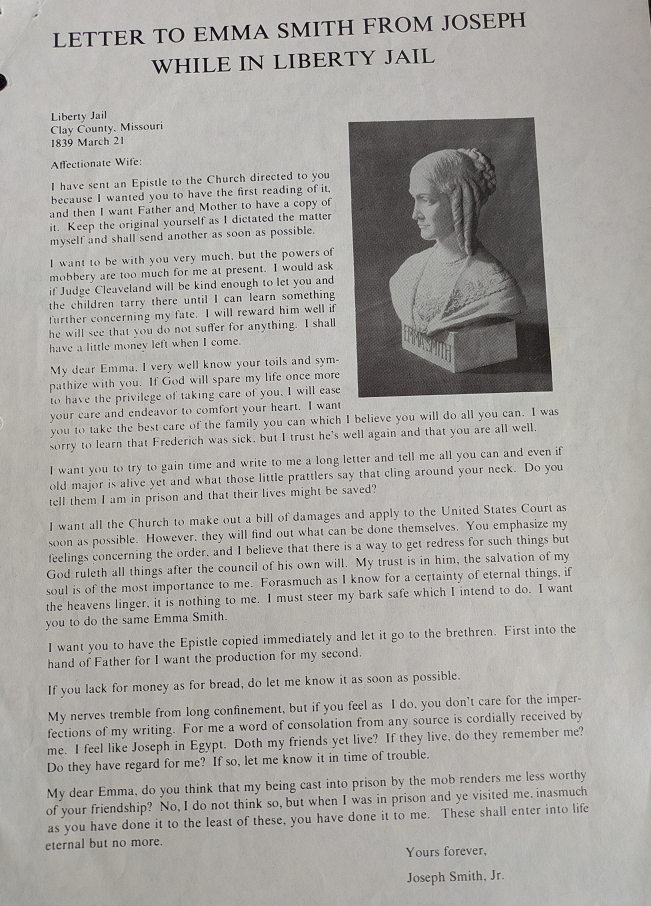 LETTER TO EMMA SMITH FROM JOSEPH
WHILE IN LIBERTY JAIL
Liberty Jail
Clay County, Missouri
1839 March 21
Affectionate Wife:
I have sent an Epistle to the Church directed to you
because I wanted you to have the first reading of it,
and then I want Father and Mother to have a copy of
it. Keep the original yourself as I dictated the matter
myself and shall send another as soon as possible.
I want to be with you very much, but the powers of
mobbery are too much for me at present. I would ask
if Judge Cleaveland will be kind enough to let you and
the children tarry there until I can learn something
further concerning my fate. I will reward him well if
he will see that you do not suffer for anything. I shall
have a little money left when I come.
My dear Emma, I very well know your toils and sym-
pathize with you. If God will spare my life once more
to have the privilege of taking care of you, I will ease
your care and endeavor to comfort your heart. I want
you to take the best care of the family you can which I believe you will do all you can. I was
sorry to learn that Frederich was sick, but I trust he's well again and that you are all well.
I want you to try to gain time and write to me a long letter and tell me all you can and even if
old major is alive yet and what those little prattlers say that cling around your neck. Do you
tell them I am in prison and that their lives might be saved?
I want all the Church to make out a bill of damages and apply to the United States Court as
soon as possible. However, they will find out what can be done themselves. You emphasize my
feelings concerning the order, and I believe that there is a way to get redress for such things but
God ruleth all things after the council of his own will. My trust is in him, the salvation of my
soul is of the most importance to me. Forasmuch as I know for a certainty of eternal things, if
the heavens linger, it is nothing to me. I must steer my bark safe which I intend to do. I want
you to do the same Emma Smith.
I want you to have the Epistle copied immediately and let it go to the brethren. First into the
hand of Father for I want the production for my second.
If you lack for money as for bread, do let me know it as soon as possible.
My nerves tremble from long confinement, but if you feel as I do, you don't care for the imper-
fections of my writing. For me a word of consolation from any source is cordially received by
me. I feel like Joseph in Egypt. Doth my friends yet live? If they live, do they remember me?
Do they have regard for me? If so, let me know it in time of trouble.
My dear Emma, do you think that my being cast into prison by the mob renders me less worthy
of your friendship? No, I do not think so, but when I was in prison and ye visited me, inasmuch
as you have done it to the least of these, you have done it to me. These shall enter into life
eternal but no more.
Yours forever,
Joseph Smith, Jr.
EMMA SMITH